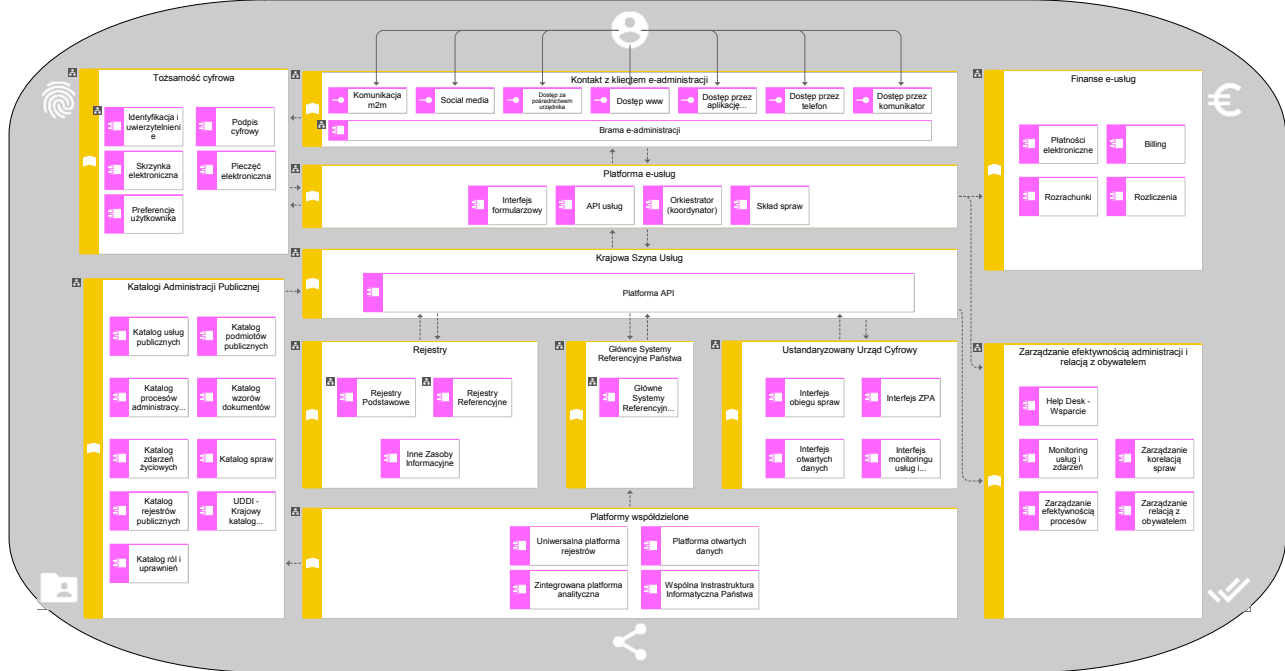 Tożsamość cyfrowa
Identyfikacja i
uwierzytelnieni
e
Podpis
cyfrowy
Skrzynka
elektroniczna
Pieczęć
elektroniczna
Preferencje
użytkownika
Kontakt z klientem e-administracji
Komunikacja
m2m
Social media
Dostęp za
pośrednictwem
urzędnika
Dostęp www
Dostęp przez
aplikację...
Dostęp przez
telefon
Dostęp przez
komunikator
Brama e-administracji
Finanse e-usług
Płatności
elektroniczne
Billing
Rozrachunki
Rozliczenia
Platforma e-usług
Interfejs
formularzowy
API usług
Orkiestrator
(koordynator)
Skład spraw
Krajowa Szyna Usług
Platforma API
Katalogi Administracji Publicznej
Katalog usług
publicznych
Katalog
podmiotów
publicznych
Katalog
procesów
administracy...
Katalog
wzorów
dokumentów
Katalog
zdarzeń
życiowych
Katalog spraw
Katalog
rejestrów
publicznych
UDDI -
Krajowy
katalog...
Katalog ról i
uprawnień
Rejestry
Rejestry
Podstawowe
Rejestry
Referencyjne
Inne Zasoby
Informacyjne
Główne Systemy
Referencyjne Państwa
Główne
Systemy
Referencyjn...
Ustandaryzowany Urząd Cyfrowy
Interfejs
obiegu spraw
Interfejs ZPA
Interfejs
otwartych
danych
Interfejs
monitoringu
usług i...
Zarządzanie efektywnością administracji i
relacją z obywatelem
Help Desk -
Wsparcie
Monitoring
usług i
zdarzeń
Zarządzanie
korelacją
spraw
Zarządzanie
efektywnością
procesów
Zarządzanie
relacją z
obywatelem
Platformy współdzielone
Uniwersalna platforma
rejestrów
Platforma otwartych
danych
Zintegrowana platforma
analityczna
Wspólna Instrastruktura
Informatyczna Państwa